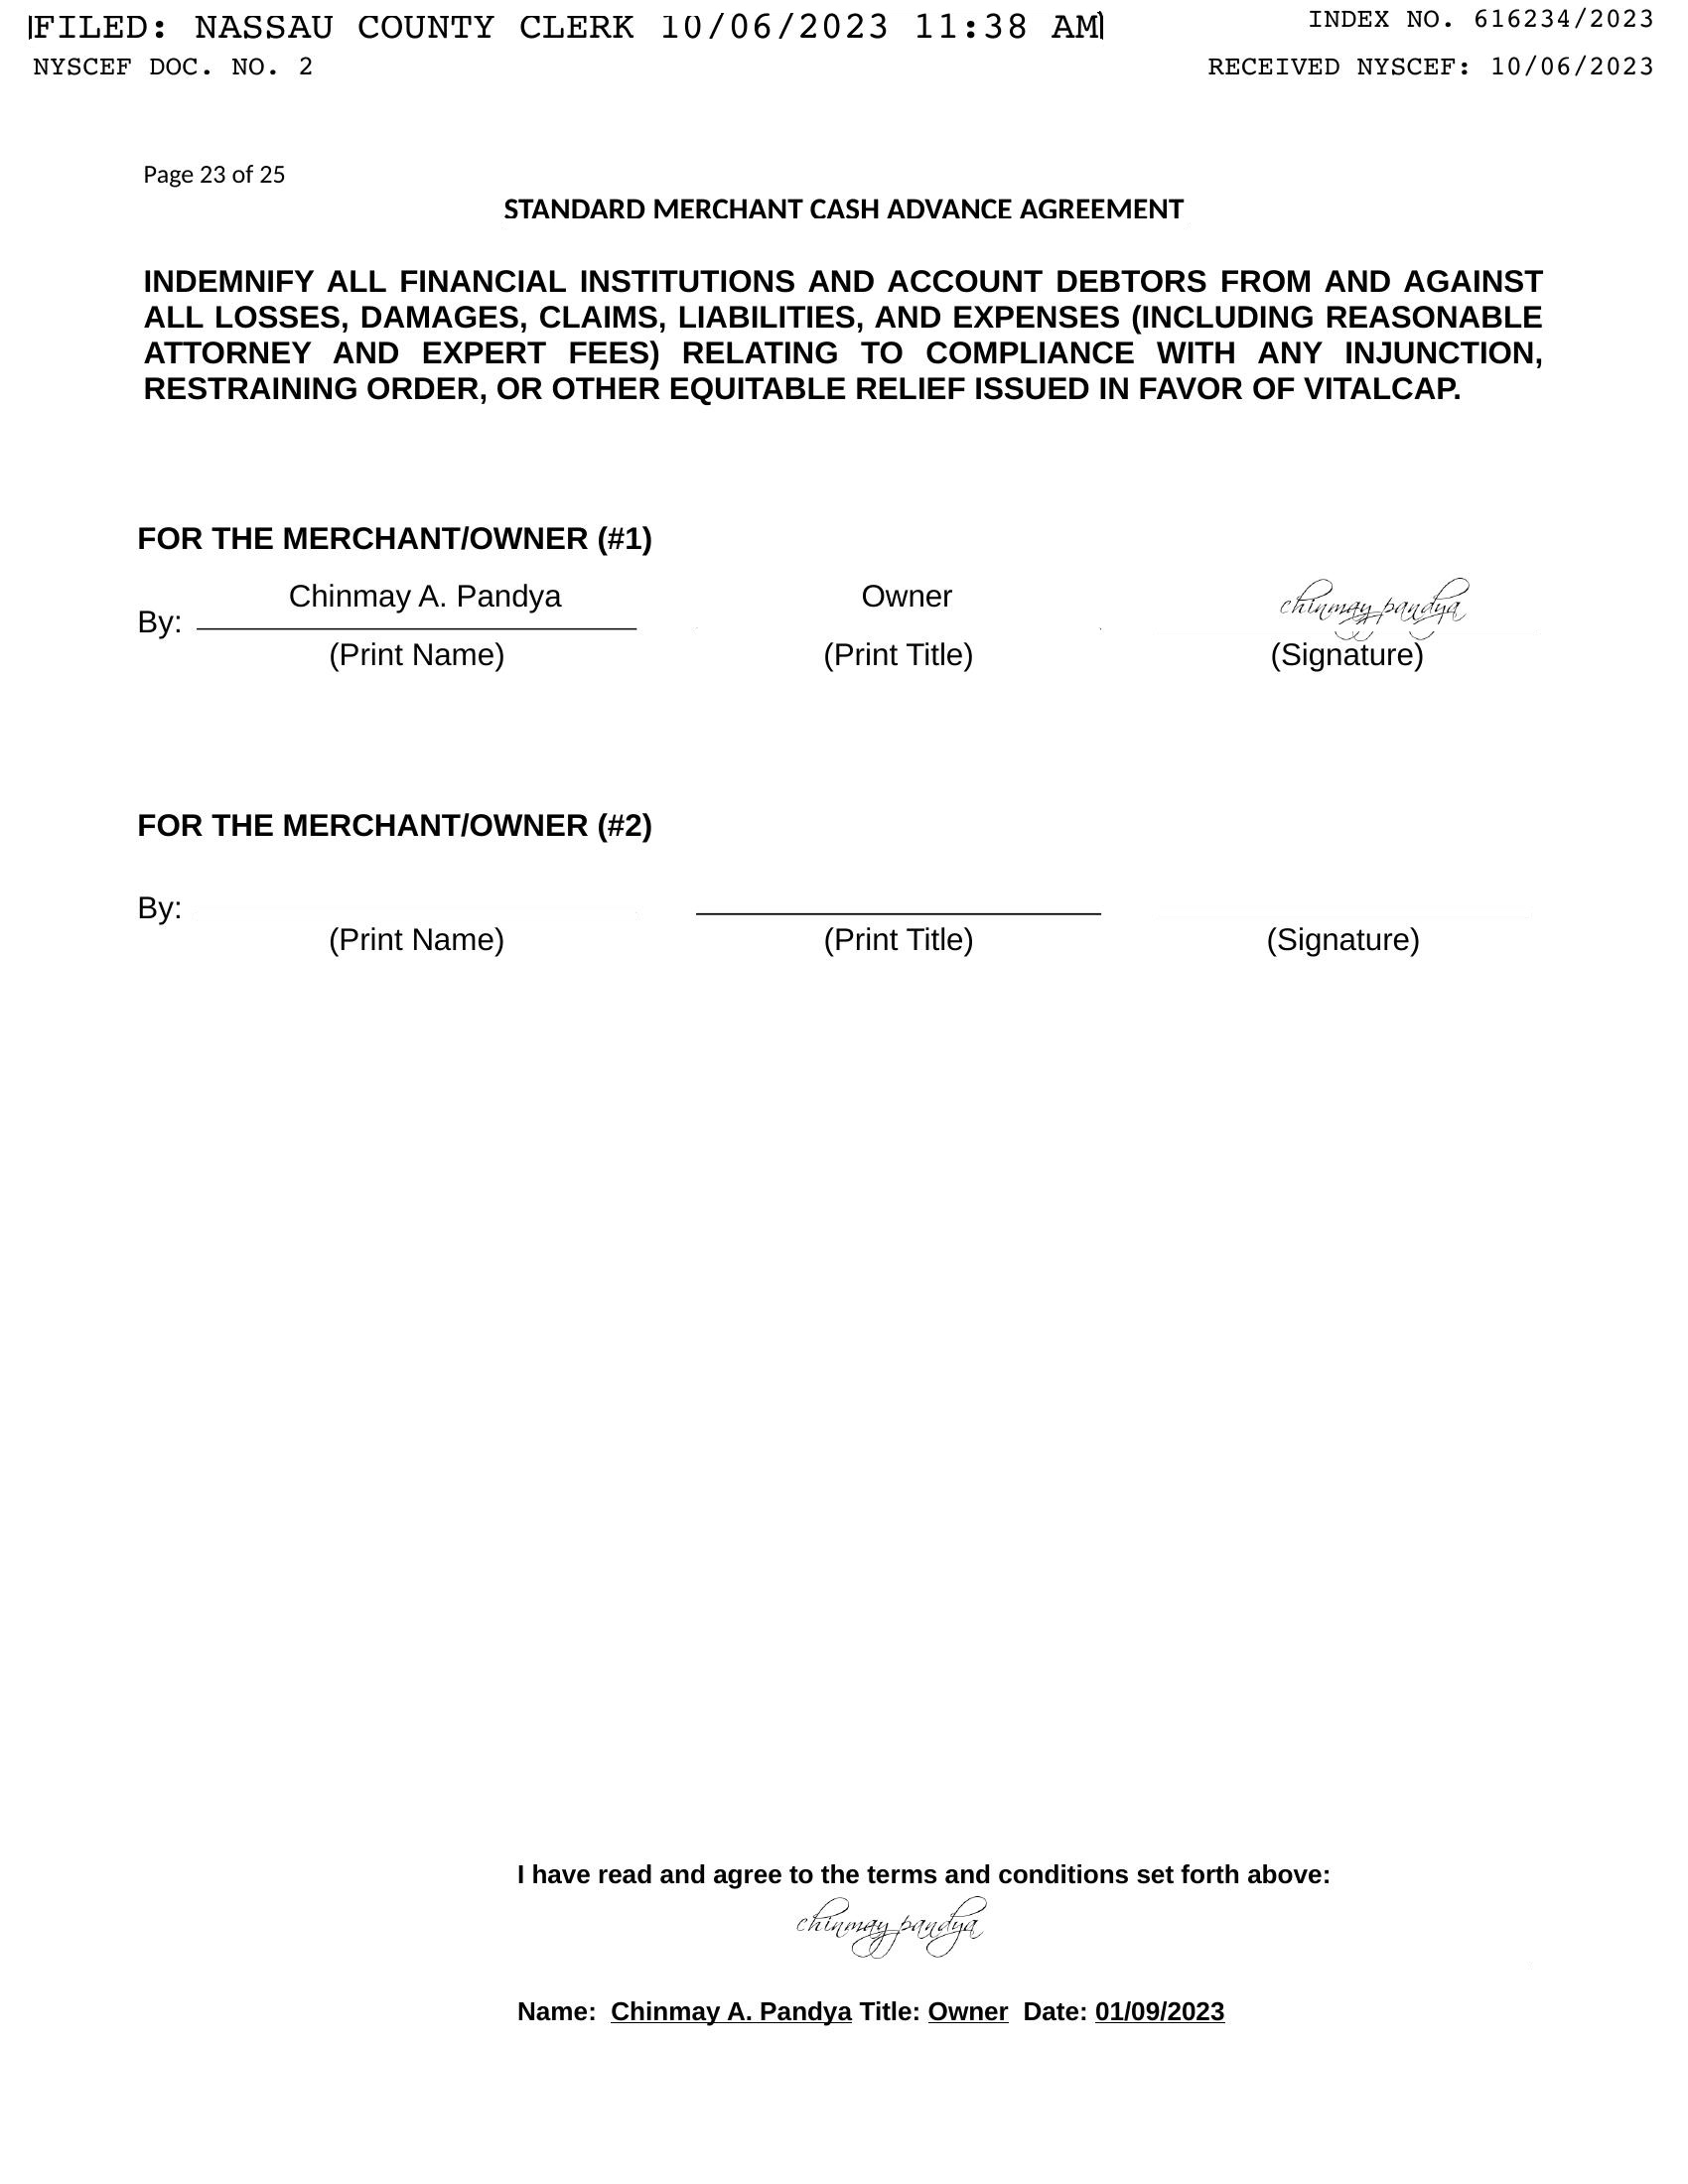 FILED: NASSAU COUNTY CLERK 10/06/2023 11:38 AM
INDEX NO. 616234/2023
NYSCEF DOC. NO. 2
RECEIVED NYSCEF: 10/06/2023
Page 23 of 25
STANDARD MERCHANT CASH ADVANCE AGREEMENT
INDEMNIFY ALL FINANCIAL INSTITUTIONS AND ACCOUNT DEBTORS FROM AND AGAINST
ALL LOSSES, DAMAGES, CLAIMS, LIABILITIES, AND EXPENSES (INCLUDING REASONABLE
ATTORNEY AND EXPERT FEES) RELATING TO COMPLIANCE WITH ANY INJUNCTION,
RESTRAINING ORDER, OR OTHER EQUITABLE RELIEF ISSUED IN FAVOR OF VITALCAP.
FOR THE MERCHANT/OWNER (#1)
By: Chinmay A. Pandya Owner chinmay pandya
(Print Name) (Print Title) (Signature)
FOR THE MERCHANT/OWNER (#2)
By:
(Print Name) (Print Title) (Signature)
I have read and agree to the terms and conditions set forth above:
chinmay pandya
Name: Chinmay A. Pandya Title: Owner Date: 01/09/2023